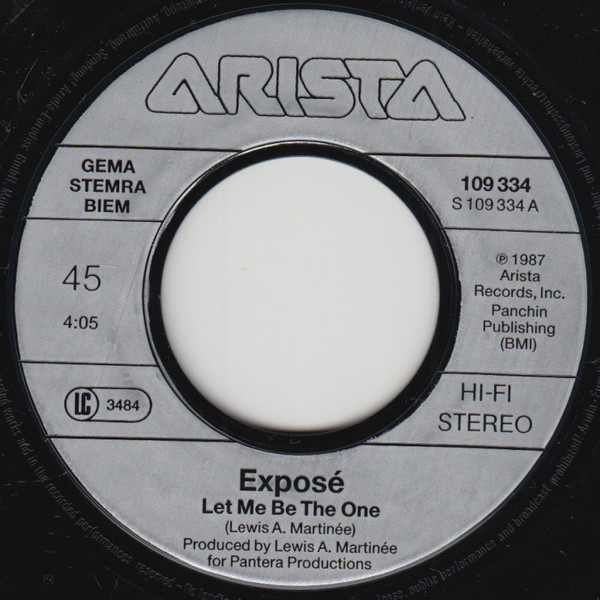 ARISTA
GEMA
STEMRA
BIEM
109 334
S 109 334 A
45
4:05
℗ 1987
Arista
Records, Inc.
Panchin
Publishing
(BMI)
LC 3484
HI-FI
STEREO
Exposé
Let Me Be The One
(Lewis A. Martinée)
Produced by Lewis A. Martinée
for Pantera Productions